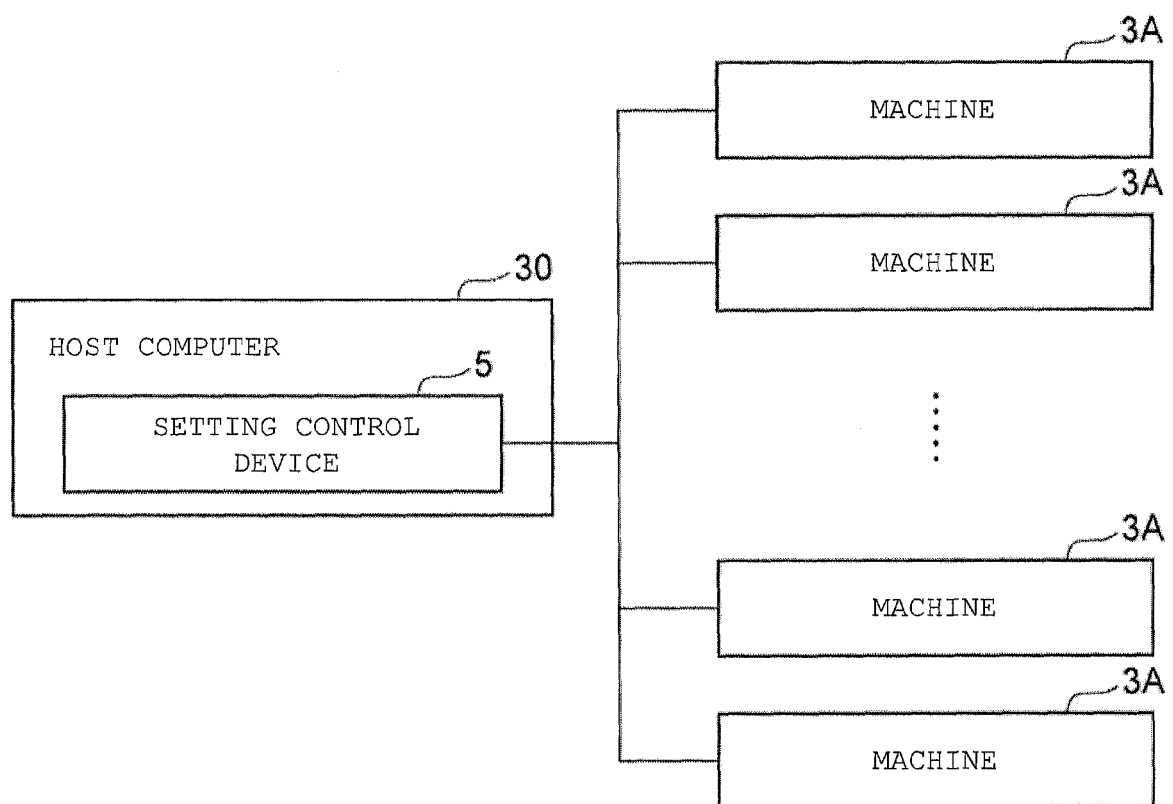 3A
MACHINE
3A
MACHINE
30
HOST COMPUTER
5
SETTING CONTROL
DEVICE
3A
MACHINE
3A
MACHINE